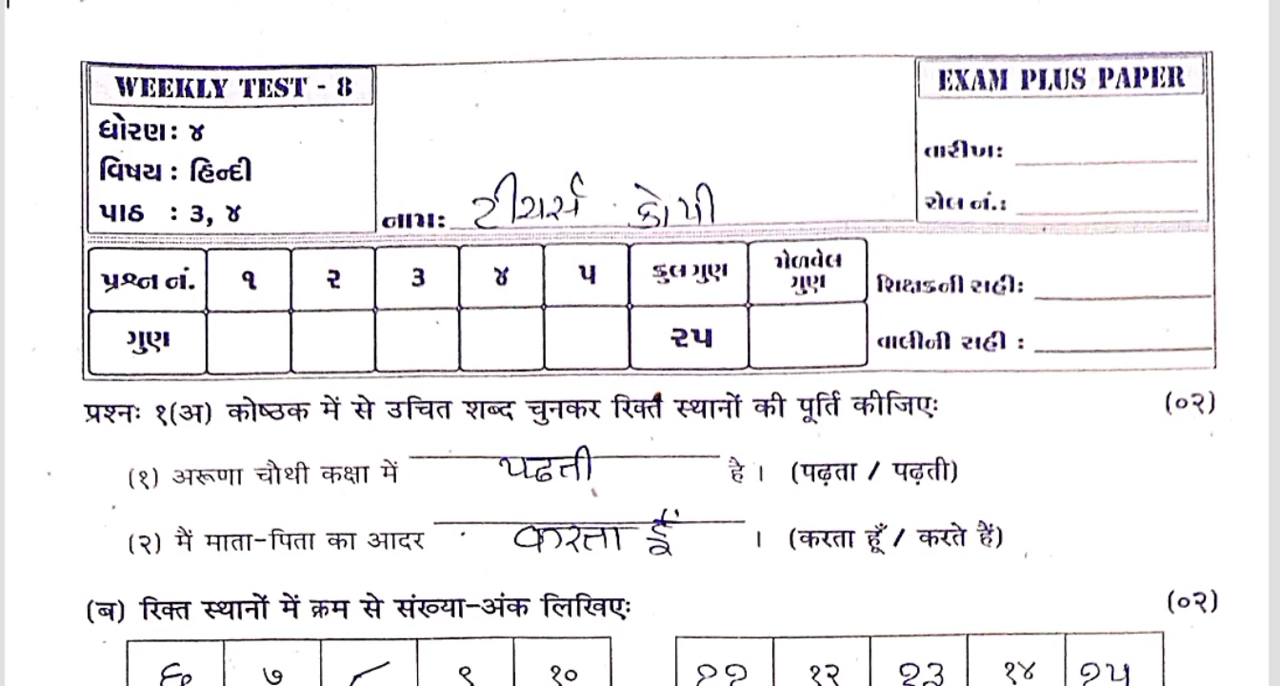 WEEKLY TEST - 8
EXAM PLUS PAPER
ધોરણ: ૪
વિષય : હિન્દી
પાઠ : ૩, ૪
નામ: ટીચર્સ કોપી
તારીખ:
રોલ નં.:
પ્રશ્ન નં. ૧ ૨ ૩ ૪ ૫ કુલ ગુણ મેળવેલ ગુણ
શિક્ષકની સહી:
ગુણ ૨૫
વાલીની સહી :
प्रश्नः १(अ) कोष्ठक में से उचित शब्द चुनकर रिक्त स्थानों की पूर्ति कीजिएः (०२)
(१) अरूणा चौथी कक्षा में पढती है । (पढ़ता / पढ़ती)
(२) मैं माता-पिता का आदर करता हूँ । (करता हूँ / करते हैं)
(ब) रिक्त स्थानों में क्रम से संख्या-अंक लिखिएः (०२)
६ ७ ८ ९ १० ११ १२ १३ १४ १५